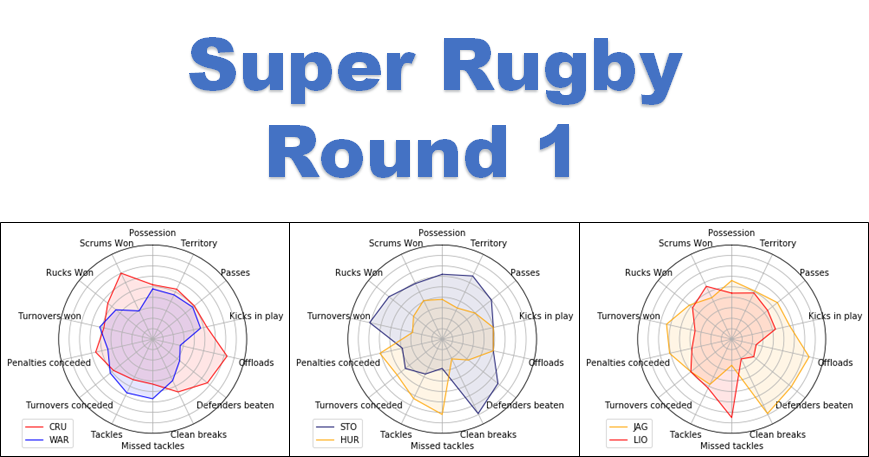 Super Rugby
Round 1
Possession
Scrums Won
Territory
Rucks Won
Passes
Turnovers won
Kicks in play
Penalties conceded
Offloads
Turnovers conceded
Defenders beaten
Tackles
Clean breaks
Missed tackles
CRU
WAR
Possession
Scrums Won
Territory
Rucks Won
Passes
Turnovers won
Kicks in play
Penalties conceded
Offloads
Turnovers conceded
Defenders beaten
Tackles
Clean breaks
Missed tackles
STO
HUR
Possession
Scrums Won
Territory
Rucks Won
Passes
Turnovers won
Kicks in play
Penalties conceded
Offloads
Turnovers conceded
Defenders beaten
Tackles
Clean breaks
Missed tackles
JAG
LIO